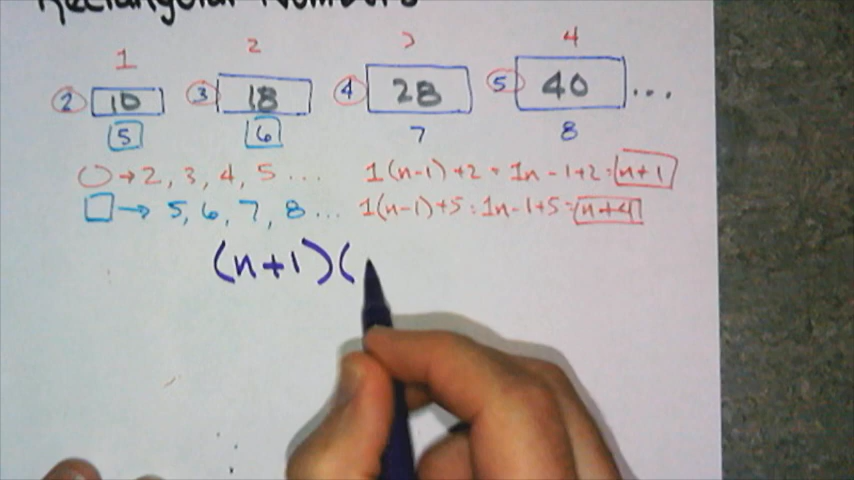 Rectangular Numbers
1 2 3 4
2 10 3 18 4 28 5 40 ...
5 6 7 8
○→2, 3, 4, 5 ... 1(n-1)+2 = 1n-1+2 = n+1
□→ 5, 6, 7, 8 ... 1(n-1)+5 = 1n-1+5 = n+4
(n+1)(